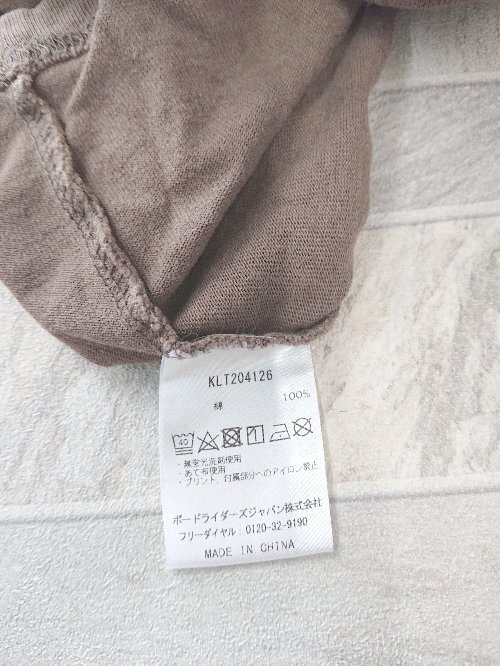 KLT204126
綿 100%
40
・無蛍光洗剤使用
・あて布使用
・プリント、付属部分へのアイロン禁止
ボードライダーズジャパン株式会社
フリーダイヤル：0120-32-9190
MADE IN CHINA